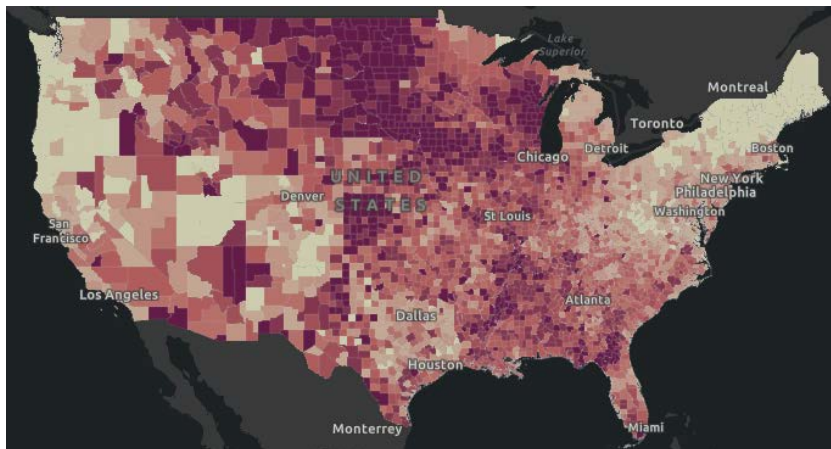 Lake
Superior
Montreal
Toronto
Chicago
Detroit
Boston
UNITED
STATES
Denver
New York
Philadelphia
Washington
St Louis
San
Francisco
Los Angeles
Atlanta
Dallas
Houston
Monterrey
Miami